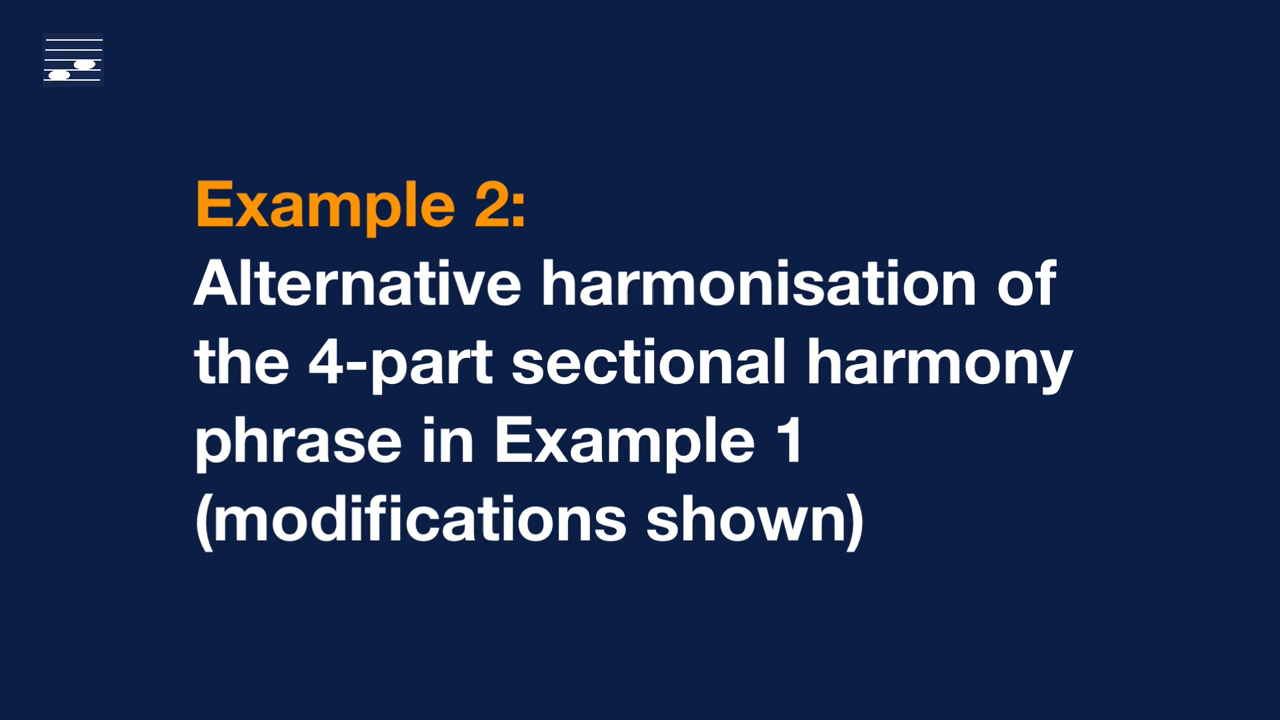 Example 2:
Alternative harmonisation of
the 4-part sectional harmony
phrase in Example 1
(modifications shown)